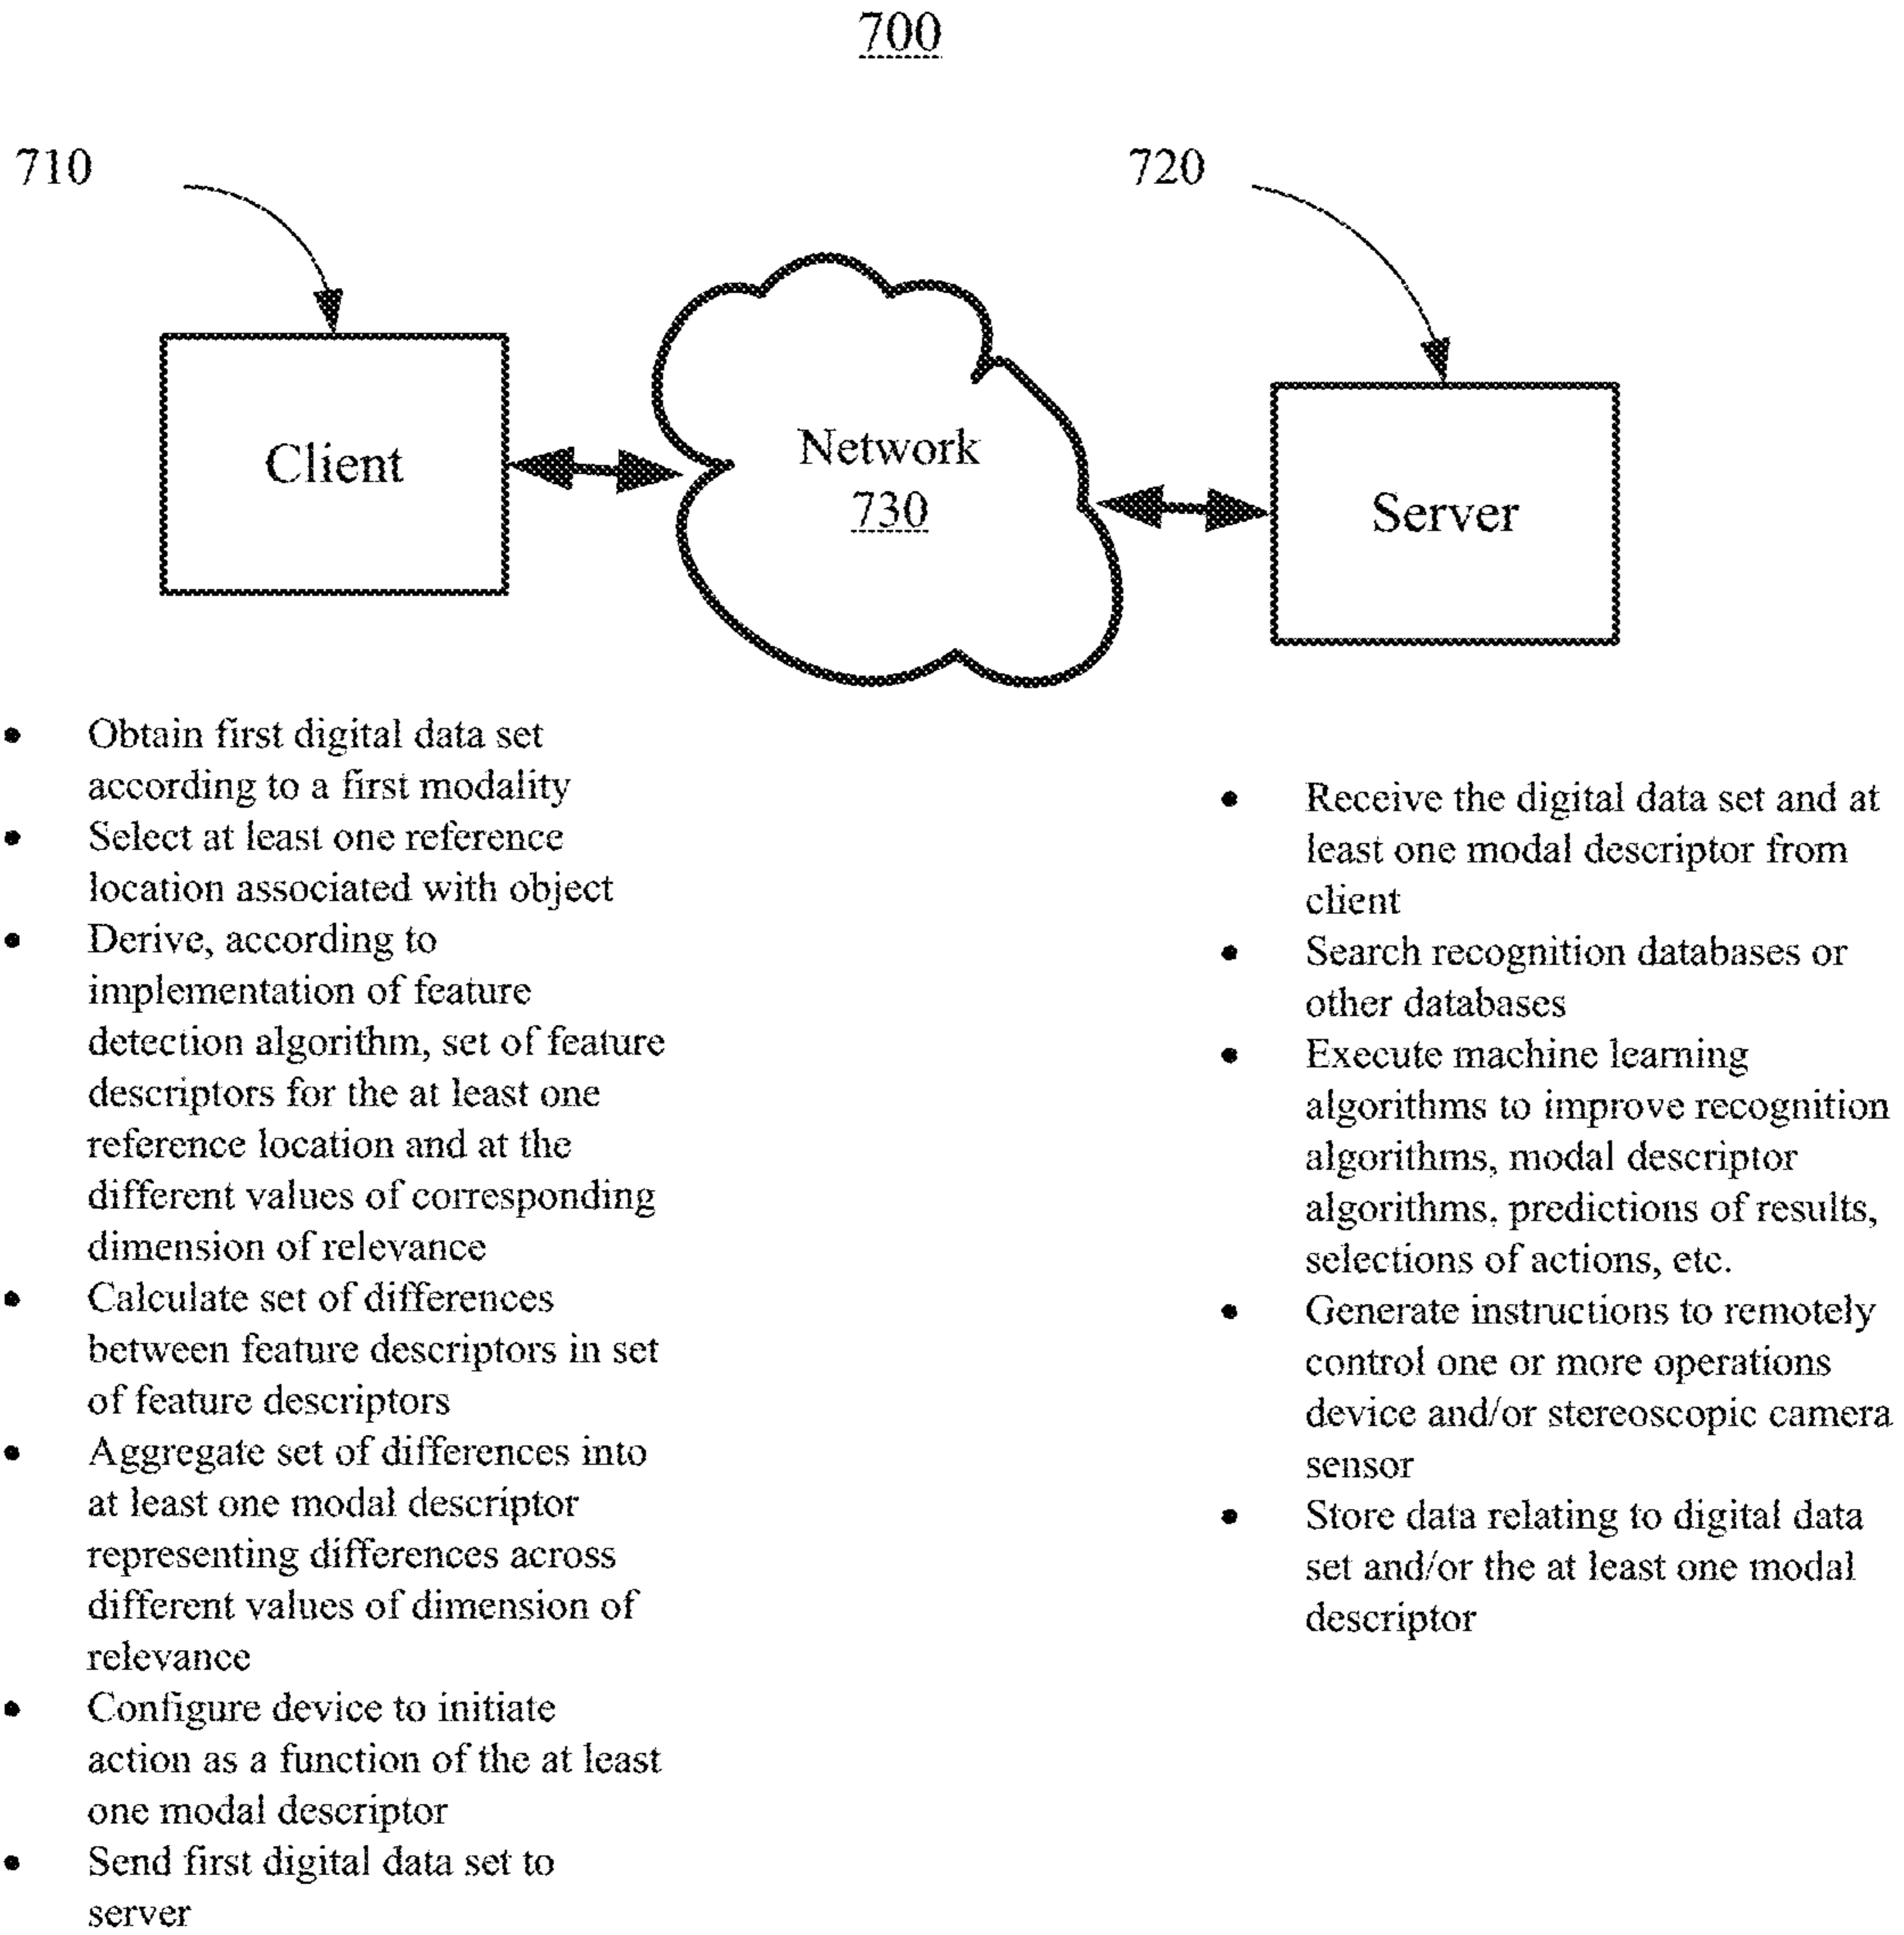 700
710
720
Client
Network
730
Server
• Obtain first digital data set
according to a first modality
• Select at least one reference
location associated with object
• Derive, according to
implementation of feature
detection algorithm, set of feature
descriptors for the at least one
reference location and at the
different values of corresponding
dimension of relevance
• Calculate set of differences
between feature descriptors in set
of feature descriptors
• Aggregate set of differences into
at least one modal descriptor
representing differences across
different values of dimension of
relevance
• Configure device to initiate
action as a function of the at least
one modal descriptor
• Send first digital data set to
server
• Receive the digital data set and at
least one modal descriptor from
client
• Search recognition databases or
other databases
• Execute machine learning
algorithms to improve recognition
algorithms, modal descriptor
algorithms, predictions of results,
selections of actions, etc.
• Generate instructions to remotely
control one or more operations
device and/or stereoscopic camera
sensor
• Store data relating to digital data
set and/or the at least one modal
descriptor